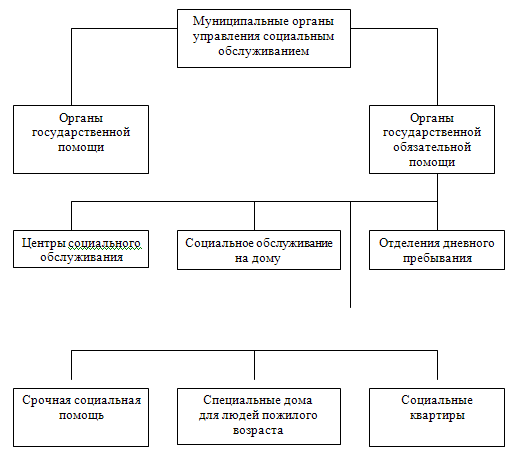 Муниципальные органы
управления социальным
обслуживанием
Органы
государственной
помощи
Органы
государственной
обязательной
помощи
Центры социального
обслуживания
Социальное обслуживание
на дому
Отделения дневного
пребывания
Срочная социальная
помощь
Специальные дома
для людей пожилого
возраста
Социальные
квартиры